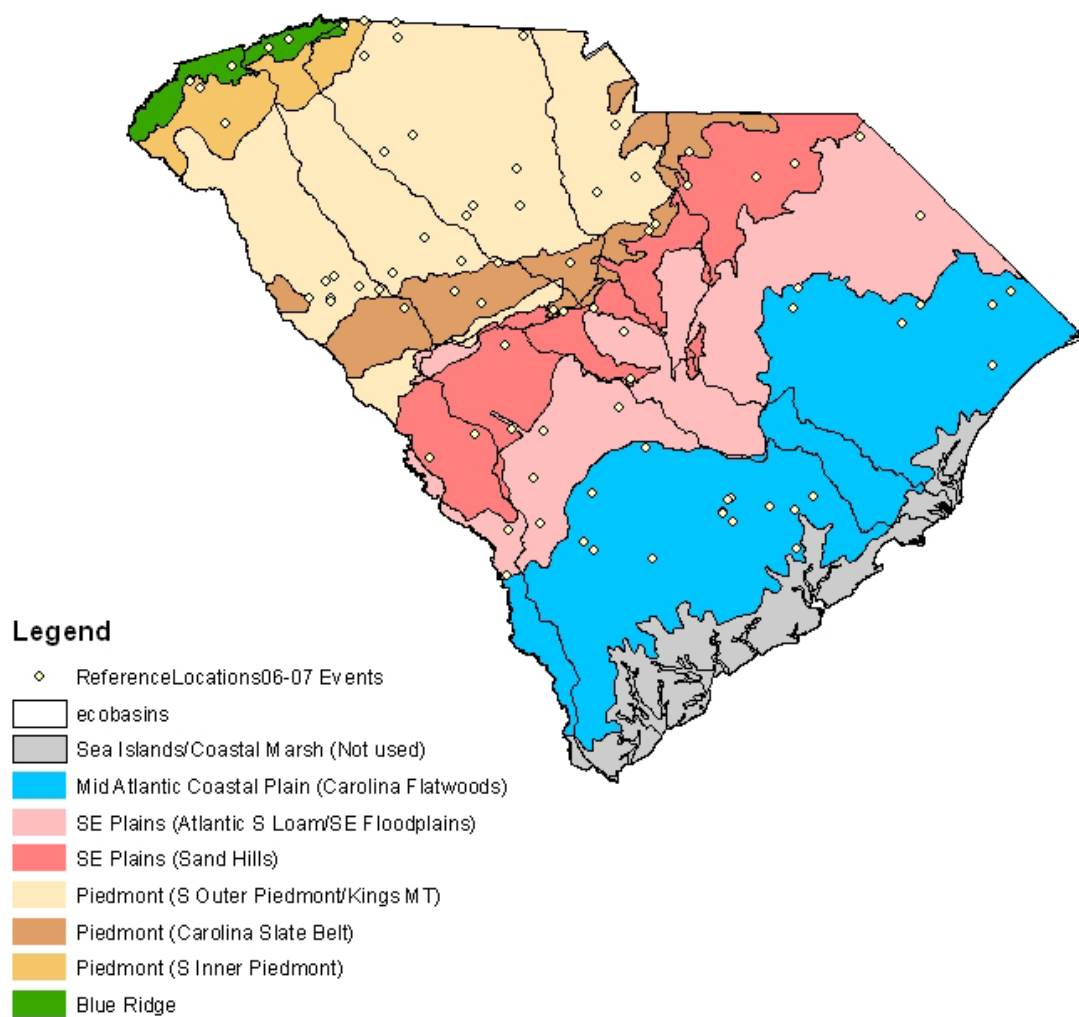 Legend
ReferenceLocations06-07 Events
ecobasins
Sea Islands/Coastal Marsh (Not used)
Mid Atlantic Coastal Plain (Carolina Flatwoods)
SE Plains (Atlantic S Loam/SE Floodplains)
SE Plains (Sand Hills)
Piedmont (S Outer Piedmont/Kings MT)
Piedmont (Carolina Slate Belt)
Piedmont (S Inner Piedmont)
Blue Ridge